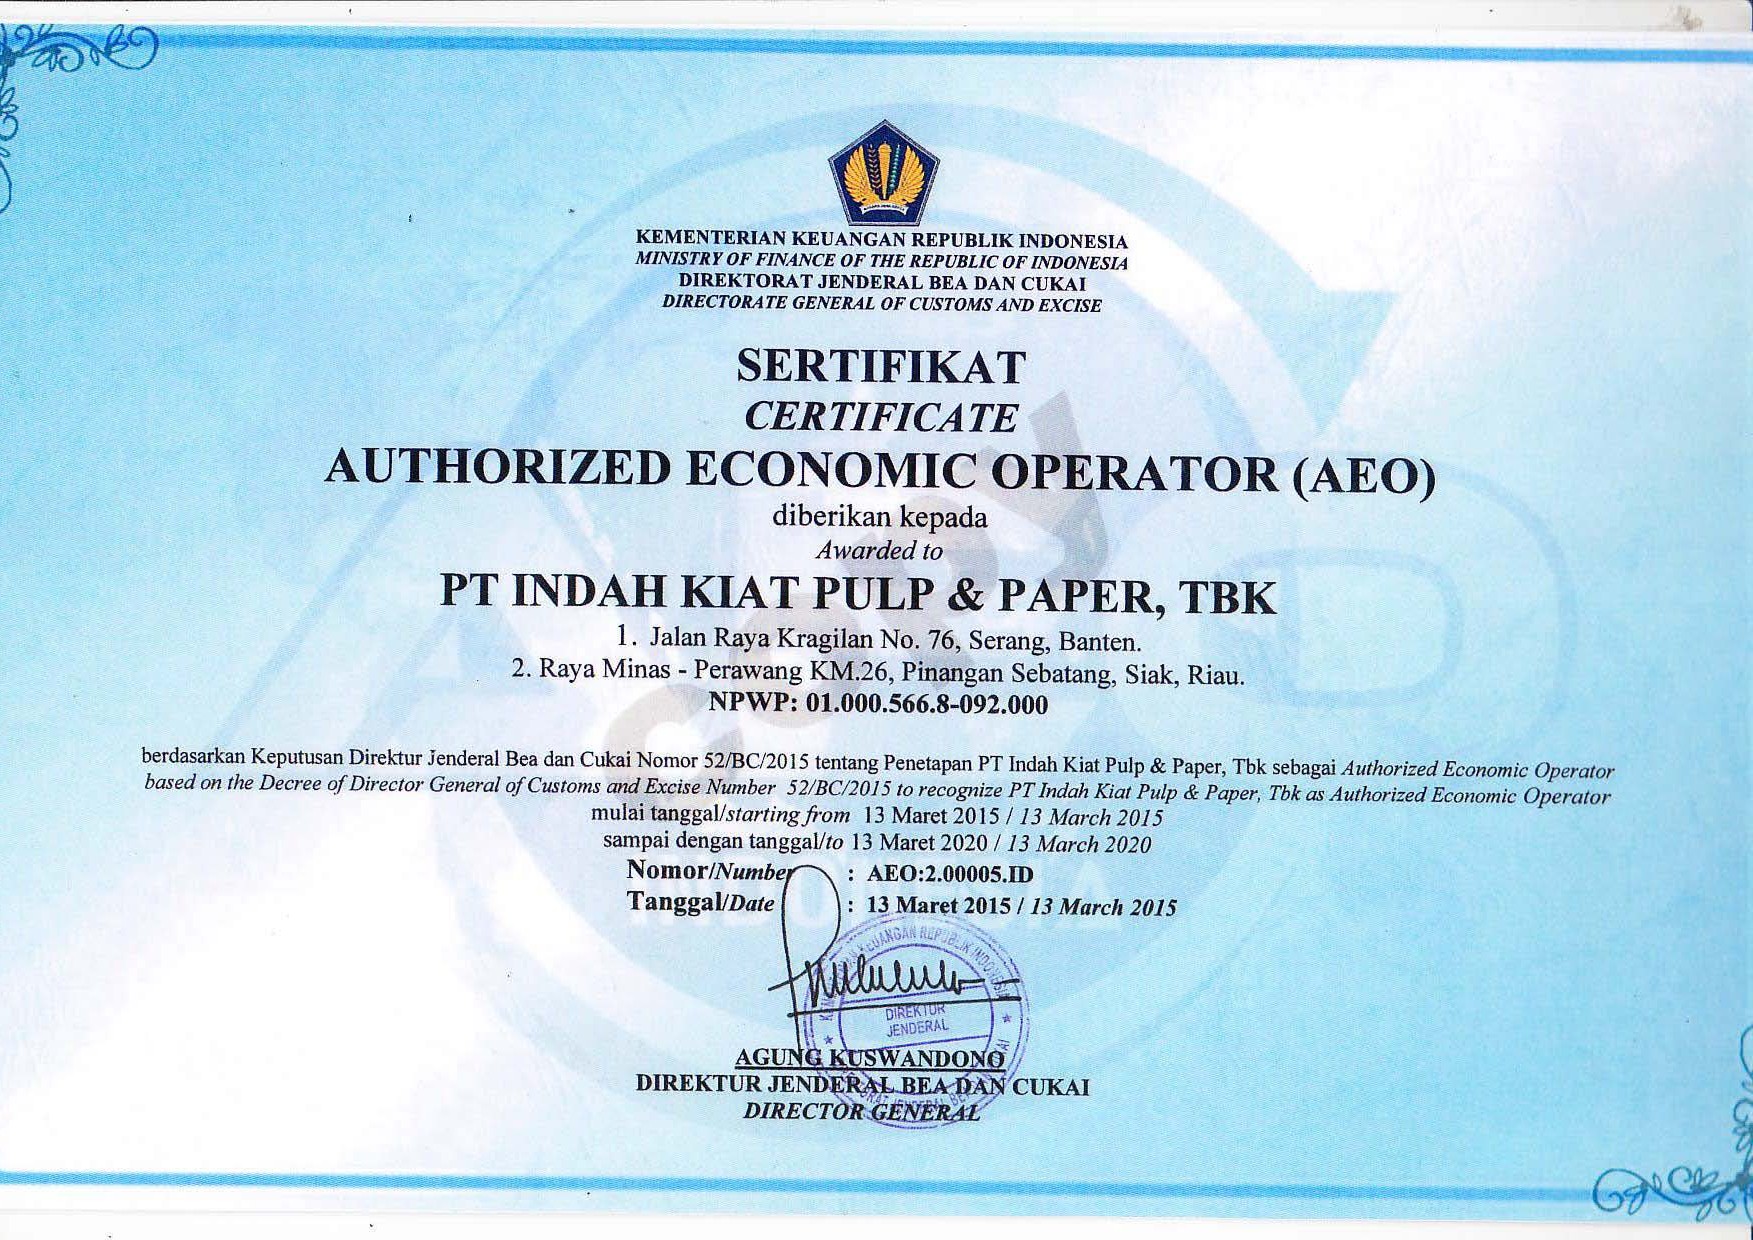 KEMENTERIAN KEUANGAN REPUBLIK INDONESIA
MINISTRY OF FINANCE OF THE REPUBLIC OF INDONESIA
DIREKTORAT JENDERAL BEA DAN CUKAI
DIRECTORATE GENERAL OF CUSTOMS AND EXCISE
SERTIFIKAT
CERTIFICATE
AUTHORIZED ECONOMIC OPERATOR (AEO)
diberikan kepada
Awarded to
PT INDAH KIAT PULP & PAPER, TBK
1. Jalan Raya Kragilan No. 76, Serang, Banten.
2. Raya Minas - Perawang KM.26, Pinangan Sebatang, Siak, Riau.
NPWP: 01.000.566.8-092.000
copy
berdasarkan Keputusan Direktur Jenderal Bea dan Cukai Nomor 52/BC/2015 tentang Penetapan PT Indah Kiat Pulp & Paper, Tbk sebagai Authorized Economic Operator
based on the Decree of Director General of Customs and Excise Number 52/BC/2015 to recognize PT Indah Kiat Pulp & Paper, Tbk as Authorized Economic Operator
mulai tanggal/starting from 13 Maret 2015 / 13 March 2015
sampai dengan tanggal/to 13 Maret 2020 / 13 March 2020
Nomor/Number : AEO:2.00005.ID
Tanggal/Date : 13 Maret 2015 / 13 March 2015
DIREKTUR
JENDERAL
AGUNG KUSWANDONO
DIREKTUR JENDERAL BEA DAN CUKAI
DIRECTOR GENERAL